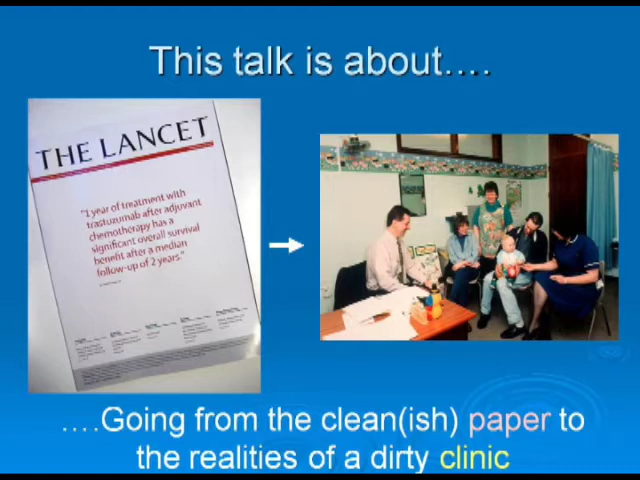 This talk is about....
THE LANCET
"1 year of treatment with
trastuzumab after adjuvant
chemotherapy has a
significant overall survival
benefit after a median
follow-up of 2 years."
....Going from the clean(ish) paper to
the realities of a dirty clinic